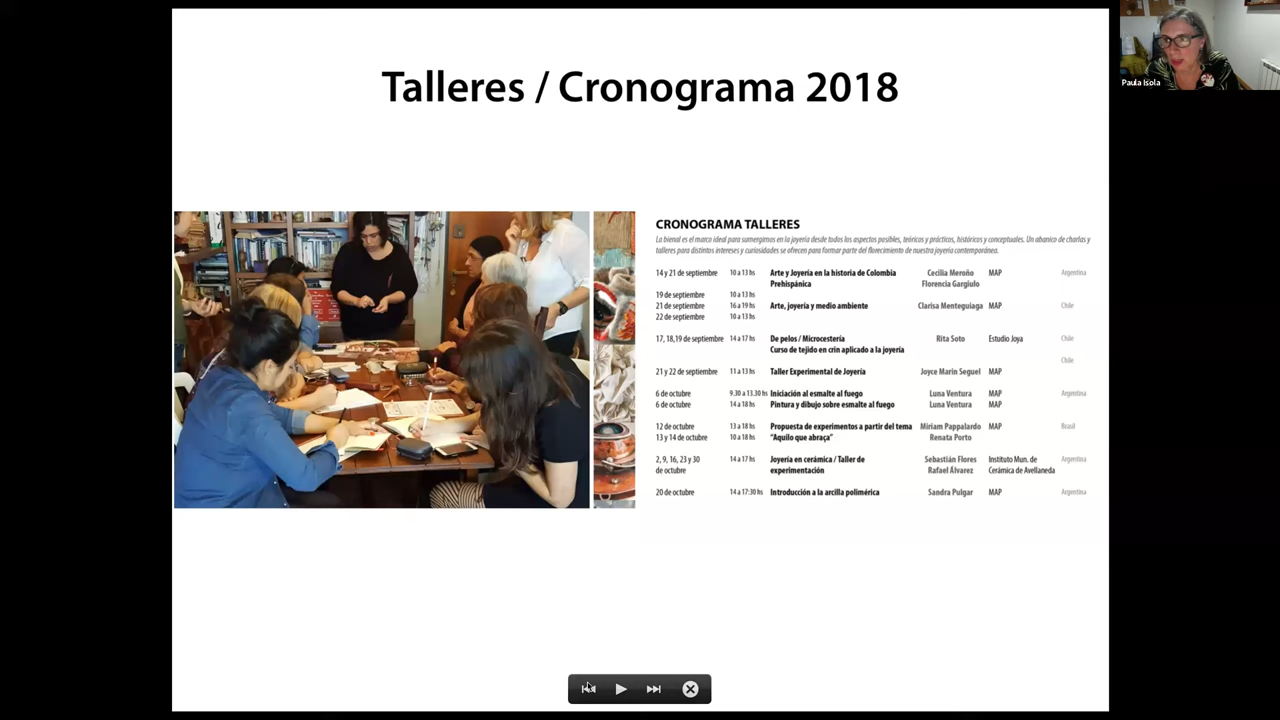 Talleres / Cronograma 2018
Paula Isola
CRONOGRAMA TALLERES
La bienal es el marco ideal para sumergirnos en la joyería desde todos los aspectos posibles, teóricos y prácticos, históricos y conceptuales. Un abanico de charlas y
talleres para distintos intereses y curiosidades se ofrecen para formar parte del florecimiento de nuestra joyería contemporánea.
14 y 21 de septiembre 10 a 13 hs Arte y Joyería en la historia de Colombia Cecilia Meroño MAP Argentina
Prehispánica Florencia Gargiulo
19 de septiembre 10 a 13 hs
21 de septiembre 16 a 19 hs Arte, joyería y medio ambiente Clarisa Menteguiaga MAP Chile
22 de septiembre 10 a 13 hs
17, 18,19 de septiembre 14 a 17 hs De pelos / Microcestería Rita Soto Estudio Joya Chile
Curso de tejido en crin aplicado a la joyería
Chile
21 y 22 de septiembre 11 a 13 hs Taller Experimental de Joyería Joyce Marin Seguel MAP
6 de octubre 9.30 a 13.30 hs Iniciación al esmalte al fuego Luna Ventura MAP Argentina
6 de octubre 14 a 18 hs Pintura y dibujo sobre esmalte al fuego Luna Ventura MAP
12 de octubre 13 a 18 hs Propuesta de experimentos a partir del tema Miriam Pappalardo MAP Brasil
13 y 14 de octubre 10 a 18 hs "Aquilo que abraça" Renata Porto
2, 9, 16, 23 y 30 14 a 17 hs Joyería en cerámica / Taller de Sebastián Flores Instituto Mun. de Argentina
de octubre experimentación Rafael Álvarez Cerámica de Avellaneda
20 de octubre 14 a 17:30 hs Introducción a la arcilla polimérica Sandra Pulgar MAP Argentina